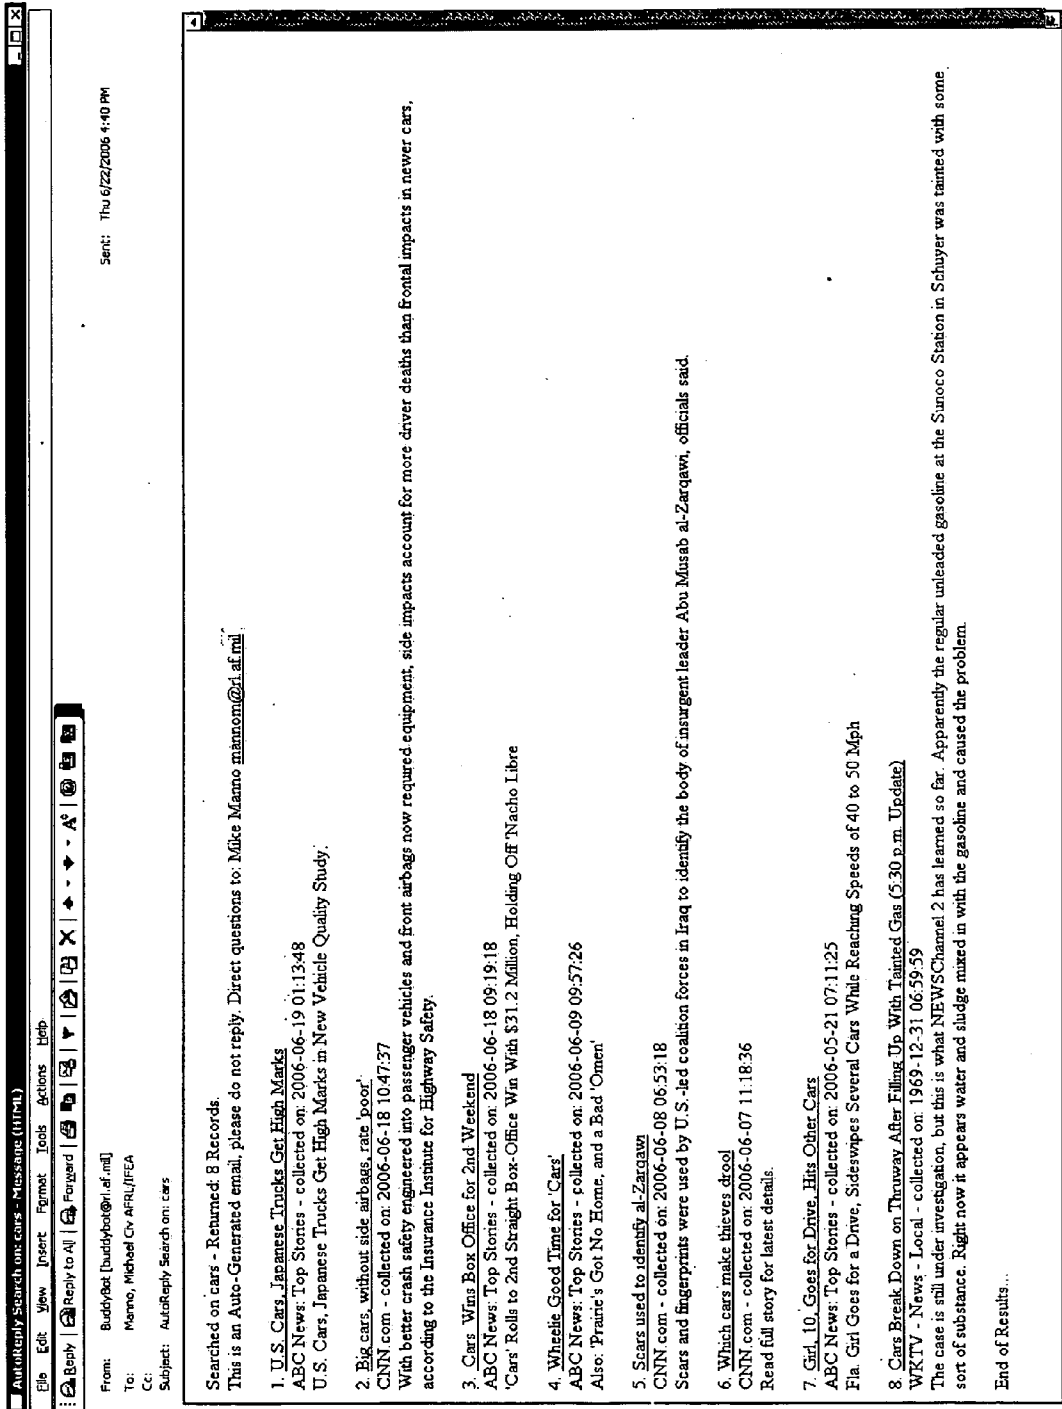 AutoReply Search on: cars - Message (HTML)
File Edit View Insert Format Tools Actions Help
Reply | Reply to All | Forward
From: BuddyBot [buddybot@rl.af.mil]
Sent: Thu 6/22/2006 4:40 PM
To: Manno, Michael Civ AFRL/IFEA
Cc:
Subject: AutoReply Search on: cars
Searched on cars - Returned: 8 Records.
This is an Auto-Generated email, please do not reply. Direct questions to: Mike Manno mannom@rl.af.mil
1. U.S. Cars, Japanese Trucks Get High Marks
ABC News: Top Stories - collected on: 2006-06-19 01:13:48
U.S. Cars, Japanese Trucks Get High Marks in New Vehicle Quality Study.
2. Big cars, without side airbags, rate 'poor'
CNN.com - collected on: 2006-06-18 10:47:37
With better crash safety engineered into passenger vehicles and front airbags now required equipment, side impacts account for more driver deaths than frontal impacts in newer cars,
according to the Insurance Institute for Highway Safety.
3. Cars Wins Box Office for 2nd Weekend
ABC News: Top Stories - collected on: 2006-06-18 09:19:18
'Cars' Rolls to 2nd Straight Box-Office Win With $31.2 Million, Holding Off 'Nacho Libre
4. Wheelie Good Time for 'Cars'
ABC News: Top Stories - collected on: 2006-06-09 09:57:26
Also: 'Prairie's Got No Home, and a Bad 'Omen'
5. Scars used to identify al-Zarqawi
CNN.com - collected on: 2006-06-08 06:53:18
Scars and fingerprints were used by U.S.-led coalition forces in Iraq to identify the body of insurgent leader Abu Musab al-Zarqawi, officials said.
6. Which cars make thieves drool
CNN.com - collected on: 2006-06-07 11:18:36
Read full story for latest details.
7. Girl, 10, Goes for Drive, Hits Other Cars
ABC News: Top Stories - collected on: 2006-05-21 07:11:25
Fla. Girl Goes for a Drive, Sideswipes Several Cars While Reaching Speeds of 40 to 50 Mph
8. Cars Break Down on Thruway After Filling Up With Tainted Gas (5:30 p.m. Update)
WKTV - News - Local - collected on: 1969-12-31 06:59:59
The case is still under investigation, but this is what NEWSChannel 2 has learned so far. Apparently the regular unleaded gasoline at the Sunoco Station in Schuyer was tainted with some
sort of substance. Right now it appears water and sludge mixed in with the gasoline and caused the problem.
End of Results...